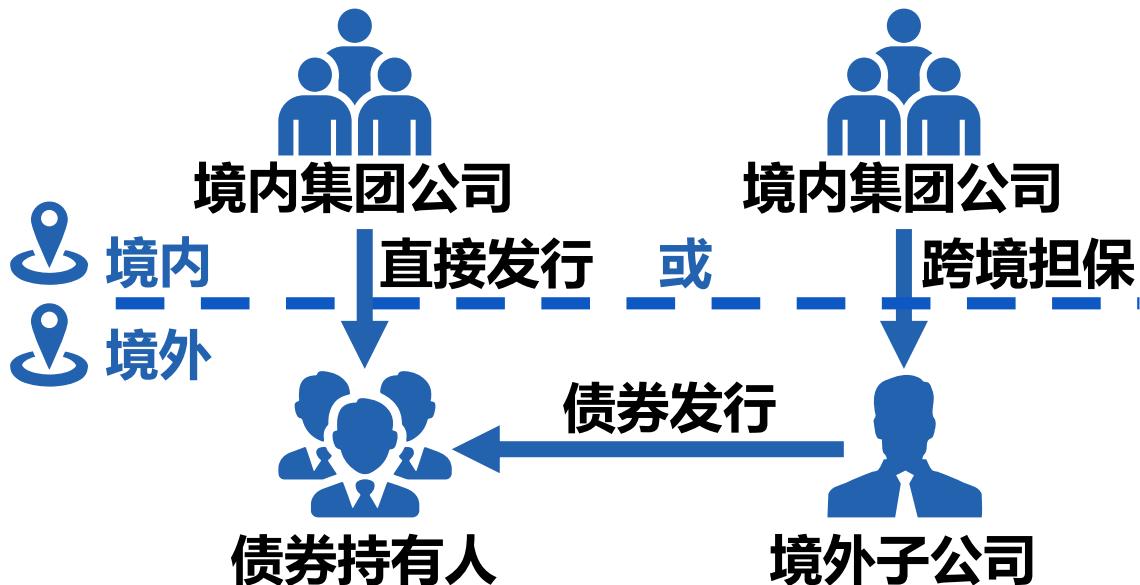 境内集团公司
境内集团公司
境内
直接发行
或
跨境担保
境外
债券发行
债券持有人
境外子公司